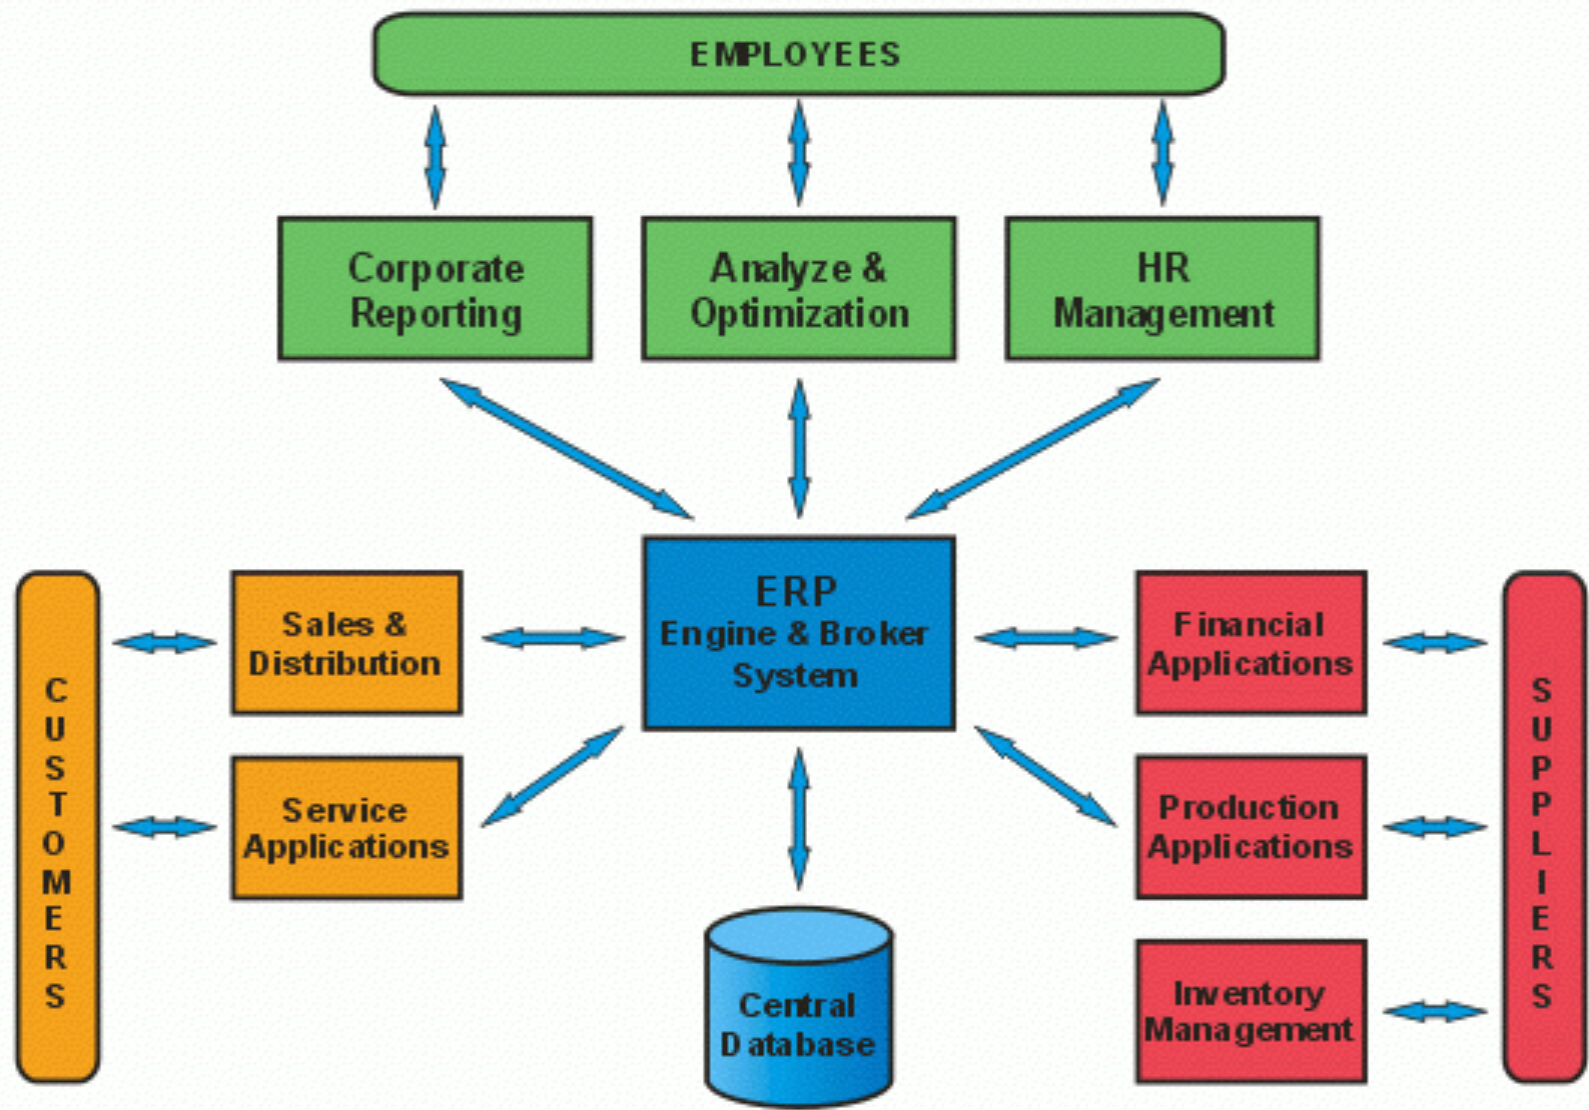 EMPLOYEES
Corporate
Reporting
Analyze &
Optimization
HR
Management
ERP
Engine & Broker
System
CUSTOMERS
Sales &
Distribution
Service
Applications
Central
Database
Financial
Applications
Production
Applications
Inventory
Management
SUPPLIERS